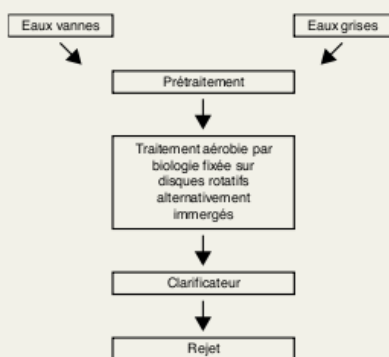 Eaux vannes
Eaux grises
Prétraitement
Traitement aérobie par
biologie fixée sur
disques rotatifs
alternativement
immergés
Clarificateur
Rejet